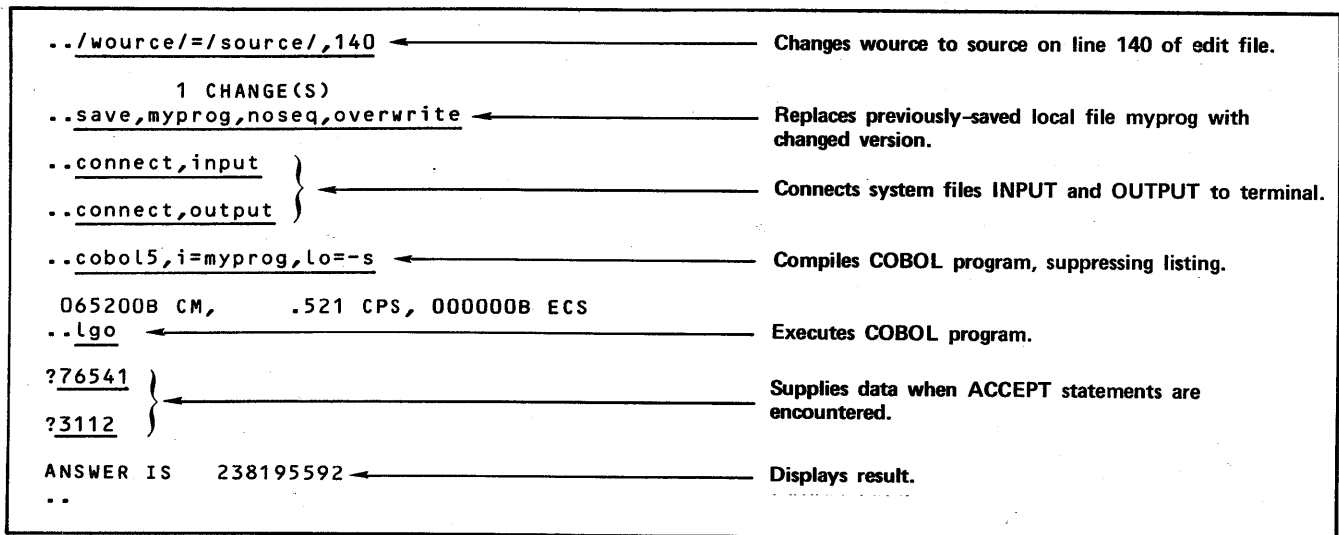 ../wource/=/source/,140 Changes wource to source on line 140 of edit file.
1 CHANGE(S)
..save,myprog,noseq,overwrite Replaces previously-saved local file myprog with
changed version.
..connect,input
Connects system files INPUT and OUTPUT to terminal.
..connect,output
..cobol5,i=myprog,lo=-s Compiles COBOL program, suppressing listing.
065200B CM, .521 CPS, 000000B ECS
..lgo Executes COBOL program.
?76541
Supplies data when ACCEPT statements are
encountered.
?3112
ANSWER IS 238195592 Displays result.
..